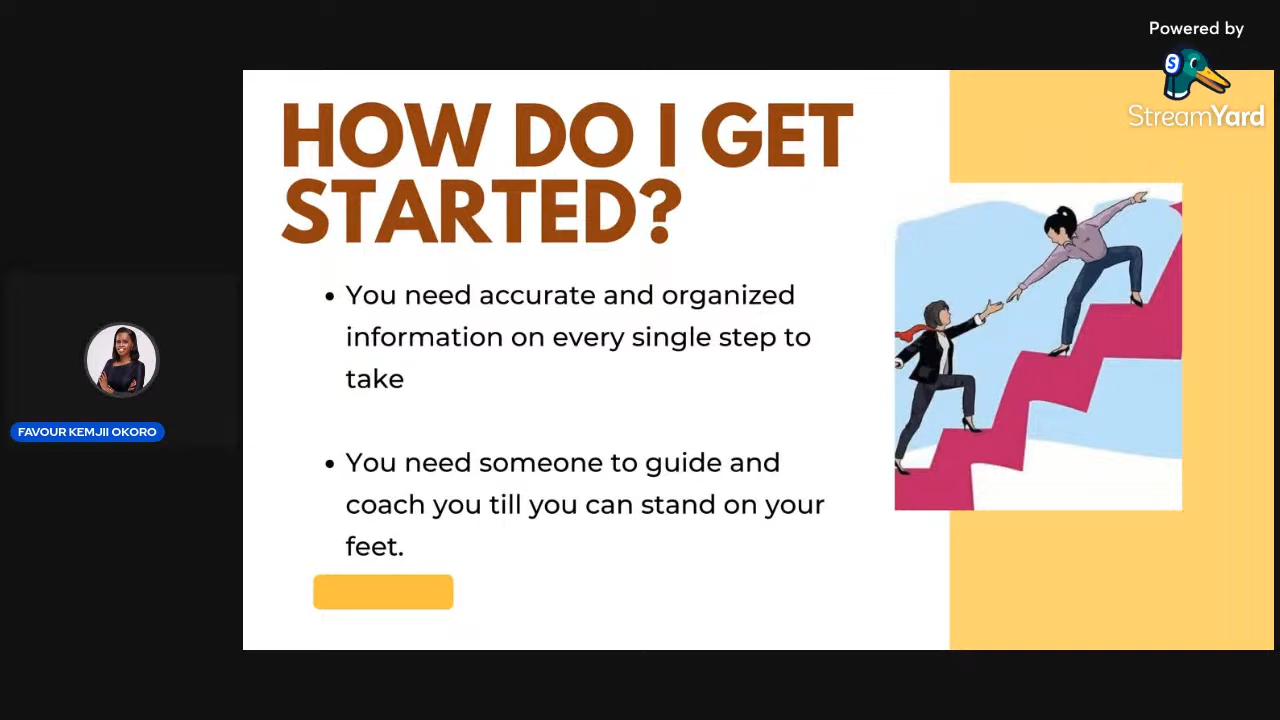 Powered by
S
StreamYard
HOW DO I GET
STARTED?
• You need accurate and organized
information on every single step to
take
• You need someone to guide and
coach you till you can stand on your
feet.
FAVOUR KEMJII OKORO